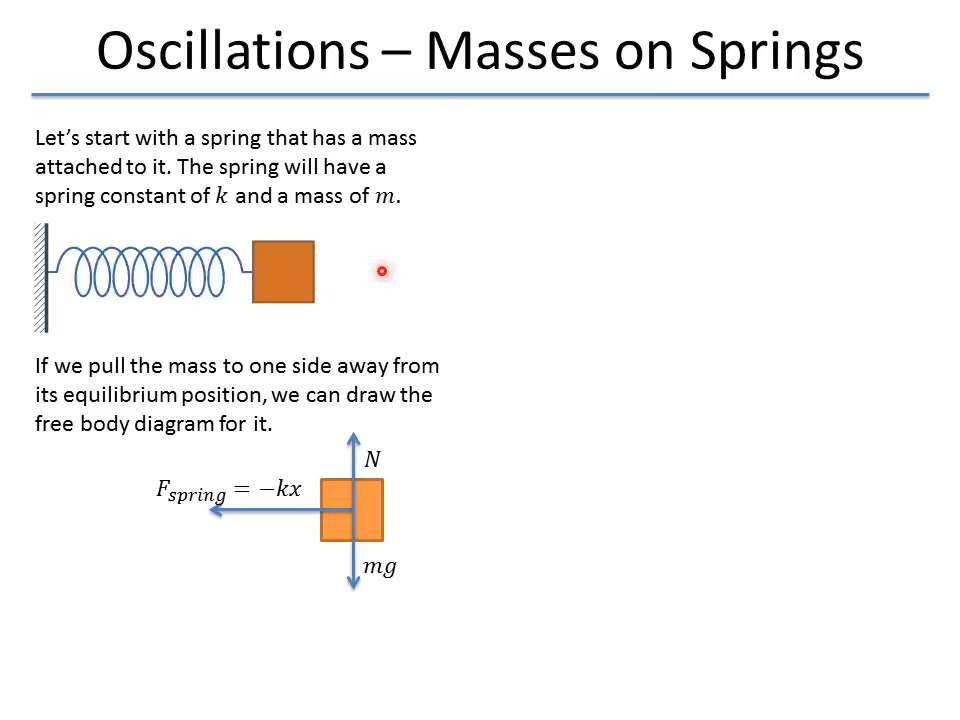 Oscillations – Masses on Springs
Let’s start with a spring that has a mass
attached to it. The spring will have a
spring constant of k and a mass of m.
If we pull the mass to one side away from
its equilibrium position, we can draw the
free body diagram for it.
N
F_spring = −kx
mg